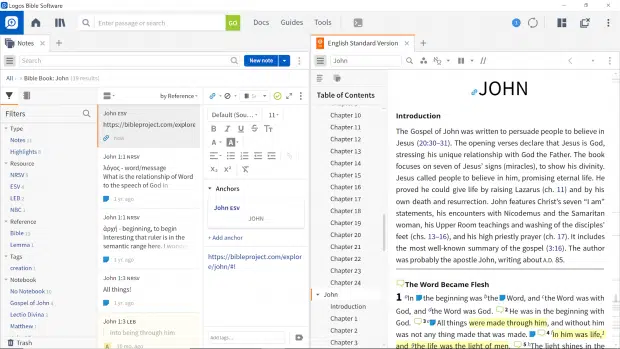 Logos Bible Software
Enter passage or search
GO
Docs
Guides
Tools
1
Notes
Search
New note
All › Bible Book: John (19 results)
by Reference
Filters
Type
Notes
Highlights
Resource
NRSV
ESV
LEB
NBC
Reference
Bible
Lemma
Tags
creation
Notebook
No Notebook
Gospel of John
Lectio Divina
Matthew
Trash
John ESV
https://bibleproject.com/explore
now
John 1:1 NRSV
λόγος - word/message
What is the relationship of Word
to the speech of God in
1 yr ago
John 1:1 NRSV
ἀρχή - beginning, to begin
Interesting that ruler is in the
semantic range here.
1 yr ago
John 1:3 NRSV
All things!
1 yr ago
John 1:3 LEB
into being through him
10 mo. ago
Default (Sou...
11
B I U S
A
A
Anchors
John ESV
JOHN
+ Add anchor
https://bibleproject.com/explor
e/john/#!
Add tags...
English Standard Version
John
Table of Contents
Chapter 10
Chapter 11
Chapter 12
Chapter 13
Chapter 14
Chapter 15
Chapter 16
Chapter 17
Chapter 18
Chapter 19
Chapter 20
Chapter 21
Chapter 22
Chapter 23
Chapter 24
John
Introduction
Chapter 1
Chapter 2
Chapter 3
JOHN
Introduction
The Gospel of John was written to persuade people to believe in
Jesus (20:30–31). The opening verses declare that Jesus is God,
stressing his unique relationship with God the Father. The book
focuses on seven of Jesus' signs (miracles), to show his divinity.
Jesus called people to believe in him, promising eternal life. He
proved he could give life by raising Lazarus (ch. 11) and by his
own death and resurrection. John features Christ's seven "I am"
statements, his encounters with Nicodemus and the Samaritan
woman, his Upper Room teachings and washing of the disciples'
feet (chs. 13–16), and his high priestly prayer (ch. 17). It includes
the most well-known summary of the gospel (3:16). The author
was probably the apostle John, writing about A.D. 85.
The Word Became Flesh
1 In the beginning was the Word, and the Word was with
God, and the Word was God. 2 He was in the beginning with
God. 3 All things were made through him, and without him
was not any thing made that was made. 4 In him was life,
and the life was the light of men. 5 The light shines in the